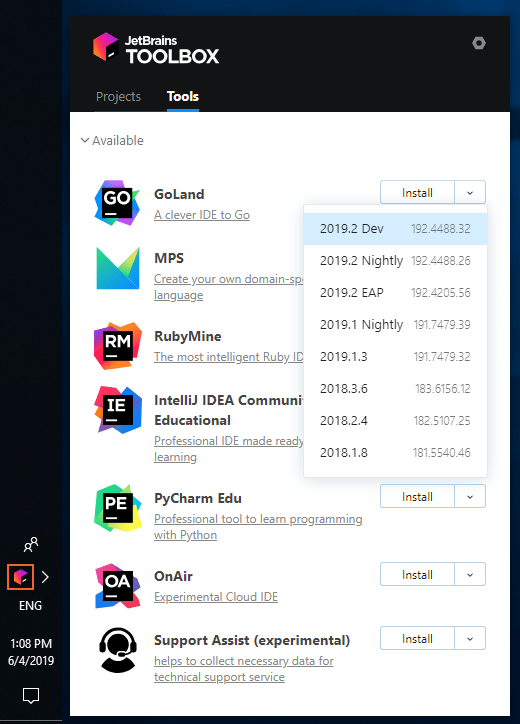 JetBrains
TOOLBOX
Projects Tools
Available
GO
GoLand
A clever IDE to Go
Install
2019.2 Dev 192.4488.32
2019.2 Nightly 192.4488.26
2019.2 EAP 192.4205.56
2019.1 Nightly 191.7479.39
2019.1.3 191.7479.32
2018.3.6 183.6156.12
2018.2.4 182.5107.25
2018.1.8 181.5540.46
MPS
Create your own domain-spe
language
RM
RubyMine
The most intelligent Ruby ID
IE
IntelliJ IDEA Communi
Educational
Professional IDE made ready
learning
PE
PyCharm Edu
Professional tool to learn programming
with Python
Install
OA
OnAir
Experimental Cloud IDE
Install
Support Assist (experimental)
helps to collect necessary data for
technical support service
Install
ENG
1:08 PM
6/4/2019